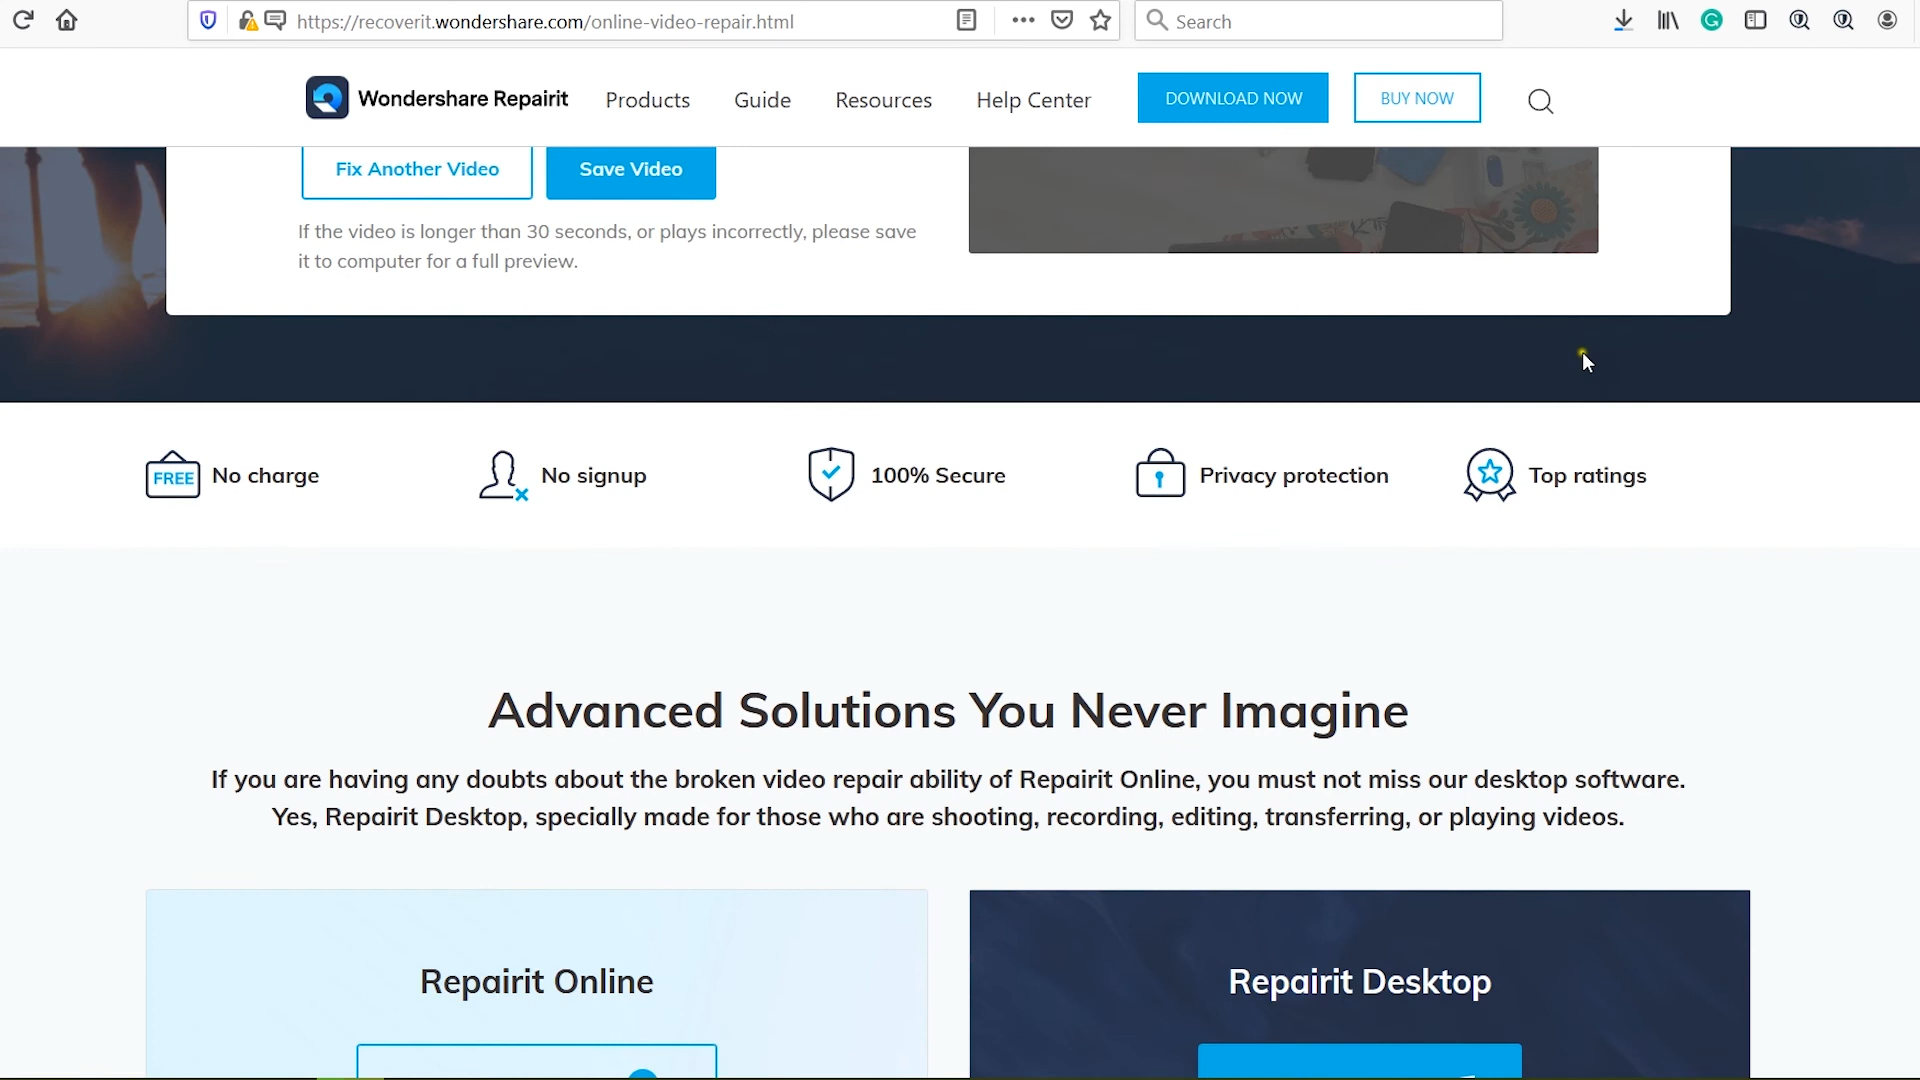 https://recoverit.wondershare.com/online-video-repair.html
Search
Wondershare Repairit
Products
Guide
Resources
Help Center
DOWNLOAD NOW
BUY NOW
Fix Another Video
Save Video
If the video is longer than 30 seconds, or plays incorrectly, please save
it to computer for a full preview.
FREE
No charge
No signup
100% Secure
Privacy protection
Top ratings
Advanced Solutions You Never Imagine
If you are having any doubts about the broken video repair ability of Repairit Online, you must not miss our desktop software.
Yes, Repairit Desktop, specially made for those who are shooting, recording, editing, transferring, or playing videos.
Repairit Online
Repairit Desktop